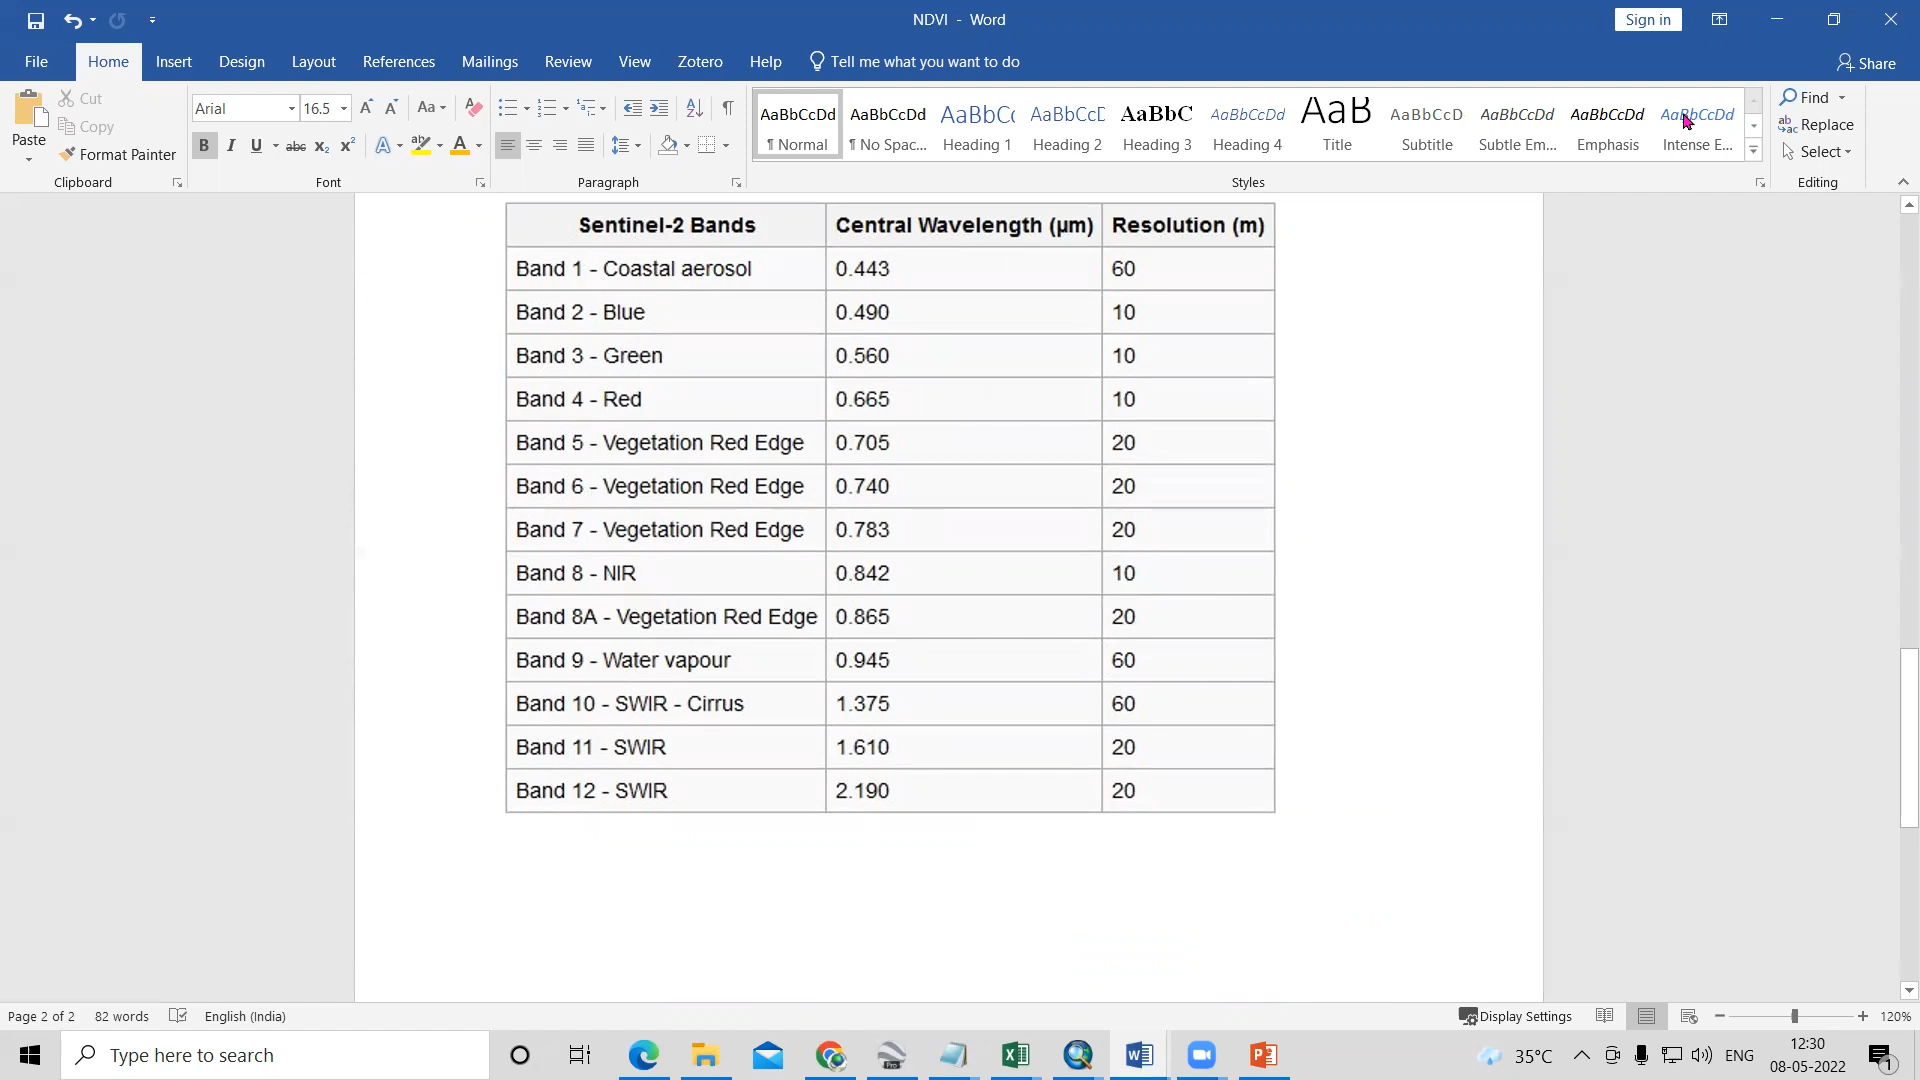 NDVI - Word
Sign in
File Home Insert Design Layout References Mailings Review View Zotero Help Tell me what you want to do Share
Paste Cut Copy Format Painter Clipboard
Arial 16.5 Aa Font
B I U abc X2 X2 A A
Paragraph
AaBbCcDd AaBbCcDd AaBbCc AaBbCcD AaBbC AaBbCcDd AaB AaBbCcD AaBbCcDd AaBbCcDd AaBbCcDd
¶ Normal ¶ No Spac... Heading 1 Heading 2 Heading 3 Heading 4 Title Subtitle Subtle Em... Emphasis Intense E...
Styles
Find
Replace
Select
Editing
Sentinel-2 Bands Central Wavelength (μm) Resolution (m)
Band 1 - Coastal aerosol 0.443 60
Band 2 - Blue 0.490 10
Band 3 - Green 0.560 10
Band 4 - Red 0.665 10
Band 5 - Vegetation Red Edge 0.705 20
Band 6 - Vegetation Red Edge 0.740 20
Band 7 - Vegetation Red Edge 0.783 20
Band 8 - NIR 0.842 10
Band 8A - Vegetation Red Edge 0.865 20
Band 9 - Water vapour 0.945 60
Band 10 - SWIR - Cirrus 1.375 60
Band 11 - SWIR 1.610 20
Band 12 - SWIR 2.190 20
Page 2 of 2 82 words English (India) Display Settings 120%
Type here to search
35°C ENG
12:30
08-05-2022
1